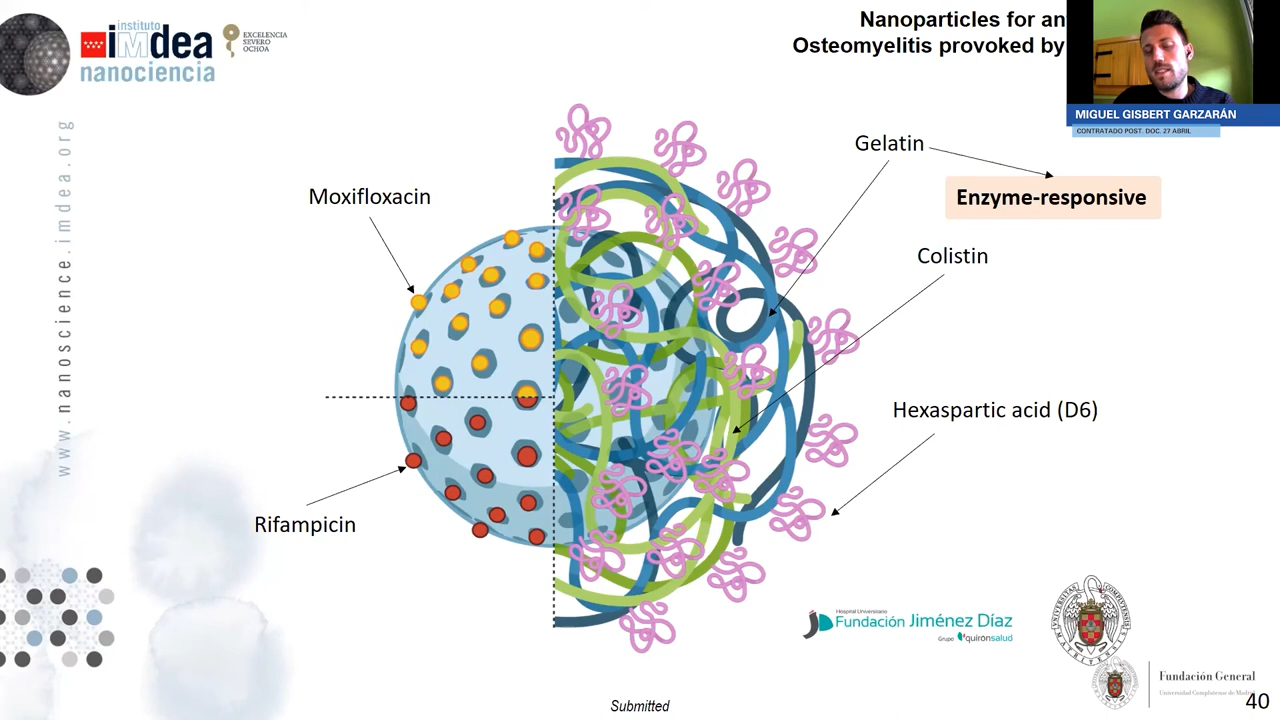 instituto
iMdea
nanociencia
EXCELENCIA
SEVERO
OCHOA
Nanoparticles for an
Osteomyelitis provoked by
MIGUEL GISBERT GARZARÁN
CONTRATADO POST. DOC. 27 ABRIL
www.nanoscience.imdea.org
Gelatin
Enzyme-responsive
Moxifloxacin
Colistin
Hexaspartic acid (D6)
Rifampicin
Hospital Universitario
Fundación Jiménez Díaz
Grupo quironsalud
Fundación General
Universidad Complutense de Madrid
Submitted
40